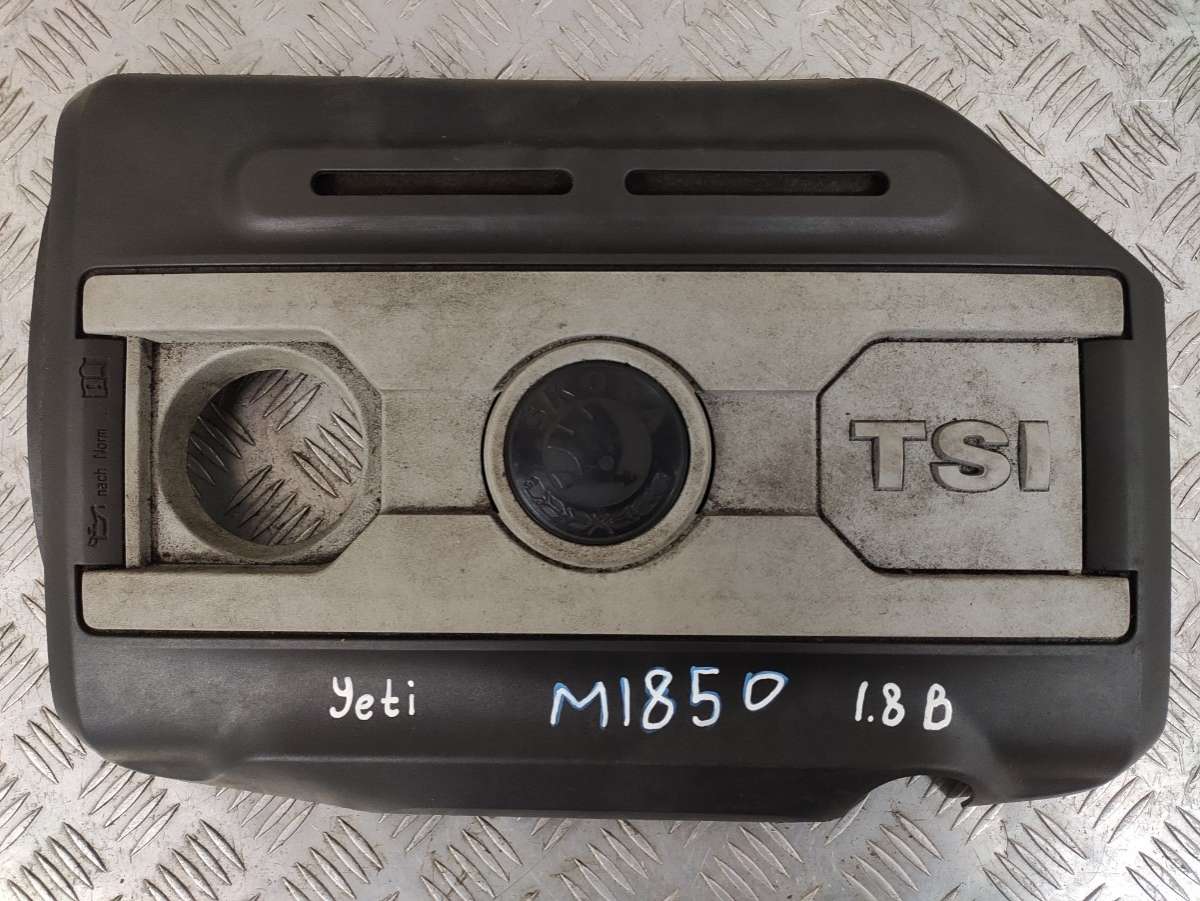 ŠKODA
TSI
nach Norm
Yeti M1850 1.8 B